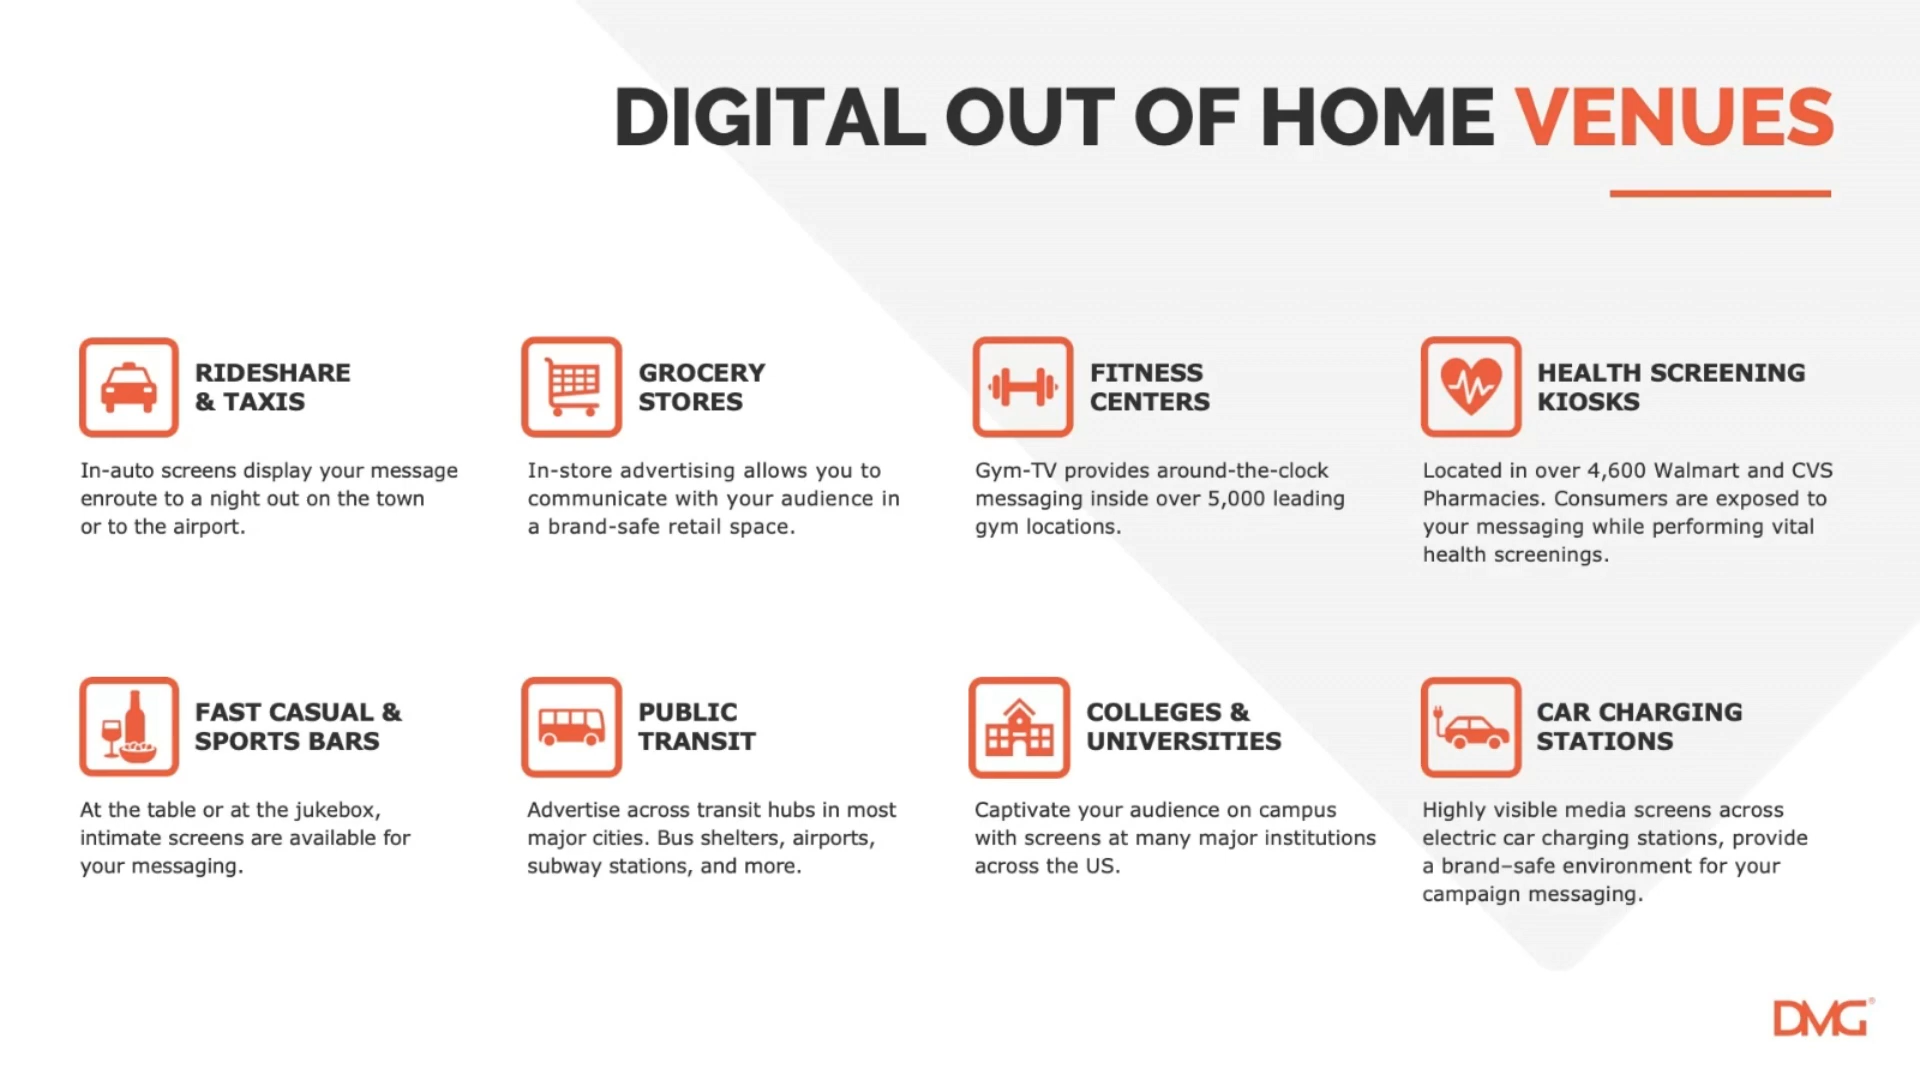 DIGITAL OUT OF HOME VENUES
RIDESHARE
& TAXIS
In-auto screens display your message
enroute to a night out on the town
or to the airport.
GROCERY
STORES
In-store advertising allows you to
communicate with your audience in
a brand-safe retail space.
FITNESS
CENTERS
Gym-TV provides around-the-clock
messaging inside over 5,000 leading
gym locations.
HEALTH SCREENING
KIOSKS
Located in over 4,600 Walmart and CVS
Pharmacies. Consumers are exposed to
your messaging while performing vital
health screenings.
FAST CASUAL &
SPORTS BARS
At the table or at the jukebox,
intimate screens are available for
your messaging.
PUBLIC
TRANSIT
Advertise across transit hubs in most
major cities. Bus shelters, airports,
subway stations, and more.
COLLEGES &
UNIVERSITIES
Captivate your audience on campus
with screens at many major institutions
across the US.
CAR CHARGING
STATIONS
Highly visible media screens across
electric car charging stations, provide
a brand–safe environment for your
campaign messaging.
DMG®